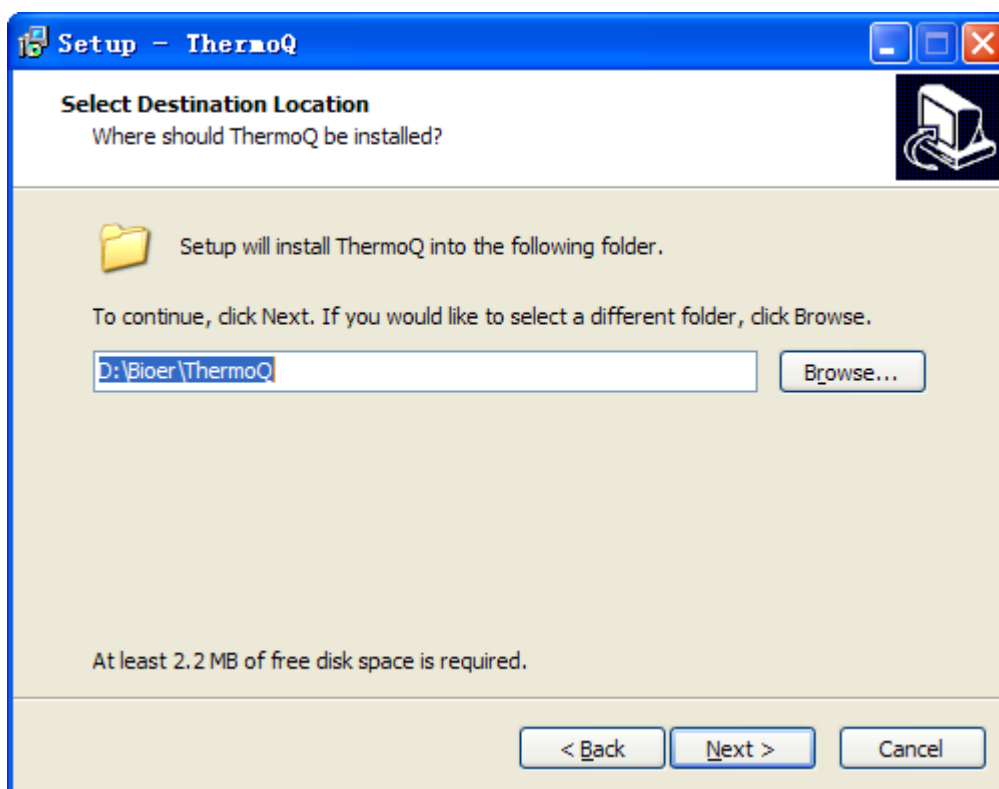 Setup - ThermoQ
Select Destination Location
Where should ThermoQ be installed?
Setup will install ThermoQ into the following folder.
To continue, click Next. If you would like to select a different folder, click Browse.
D:\Bioer\ThermoQ
Browse...
At least 2.2 MB of free disk space is required.
< Back
Next >
Cancel